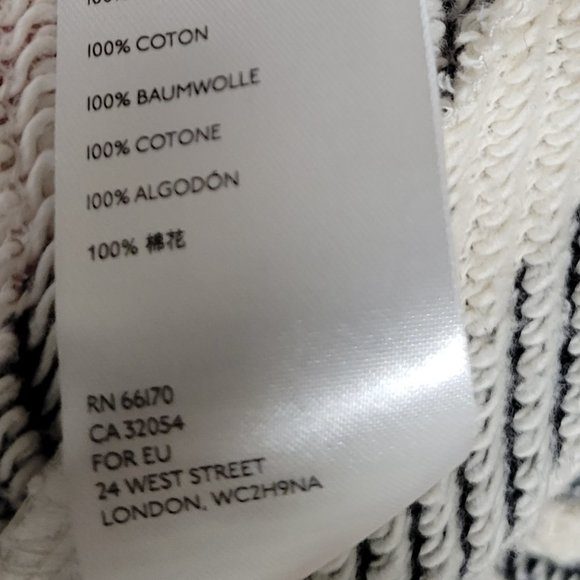 100% COTON
100% BAUMWOLLE
100% COTONE
100% ALGODÓN
100% 棉花
RN 66170
CA 32054
FOR EU
24 WEST STREET
LONDON, WC2H9NA